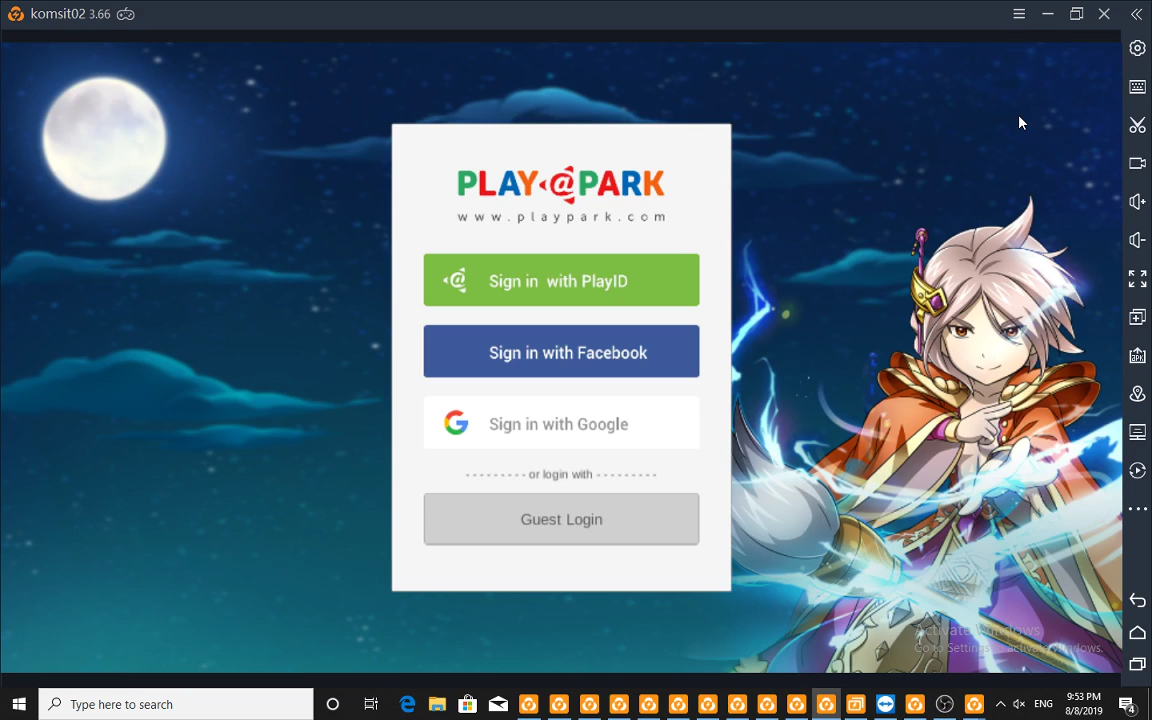 komsit02 3.66
PLAY@PARK
www.playpark.com
Sign in with PlayID
Sign in with Facebook
Sign in with Google
- - - - - - - - - or login with - - - - - - - - -
Guest Login
Activate Windows
Go to Settings to activate Windows.
APK
Type here to search
ENG
9:53 PM
8/8/2019
4